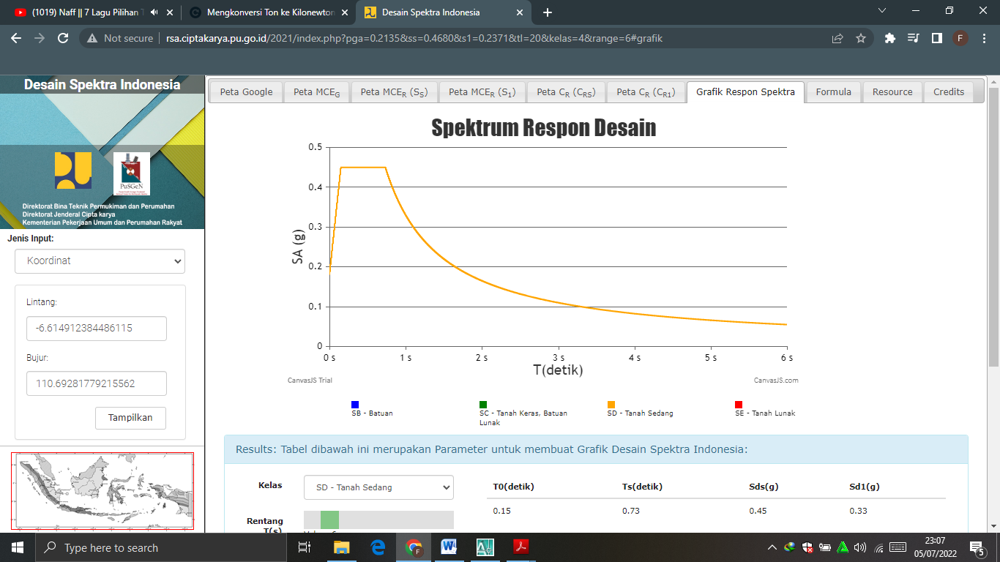 (1019) Naff || 7 Lagu Pilihan T
Mengkonversi Ton ke Kilonewton
Desain Spektra Indonesia
Not secure
rsa.ciptakarya.pu.go.id/2021/index.php?pga=0.2135&ss=0.4680&s1=0.2371&tl=20&kelas=4&range=6#grafik
F
Desain Spektra Indonesia
PuSGeN
Direktorat Bina Teknik Permukiman dan Perumahan
Direktorat Jenderal Cipta karya
Kementerian Pekerjaan Umum dan Perumahan Rakyat
Jenis Input:
Koordinat
Lintang:
-6.614912384486115
Bujur:
110.69281779215562
Tampilkan
Peta Google
Peta MCEG
Peta MCER (SS)
Peta MCER (S1)
Peta CR (CRS)
Peta CR (CR1)
Grafik Respon Spektra
Formula
Resource
Credits
Spektrum Respon Desain
0.5
0.4
0.3
0.2
0.1
0
SA (g)
0 s
1 s
2 s
3 s
4 s
5 s
6 s
T(detik)
CanvasJS Trial
CanvasJS.com
SB - Batuan
SC - Tanah Keras, Batuan
Lunak
SD - Tanah Sedang
SE - Tanah Lunak
Results: Tabel dibawah ini merupakan Parameter untuk membuat Grafik Desain Spektra Indonesia:
Kelas
SD - Tanah Sedang
Rentang
T(s)
T0(detik) Ts(detik) Sds(g) Sd1(g)
0.15 0.73 0.45 0.33
Type here to search
F
23:07
05/07/2022
5